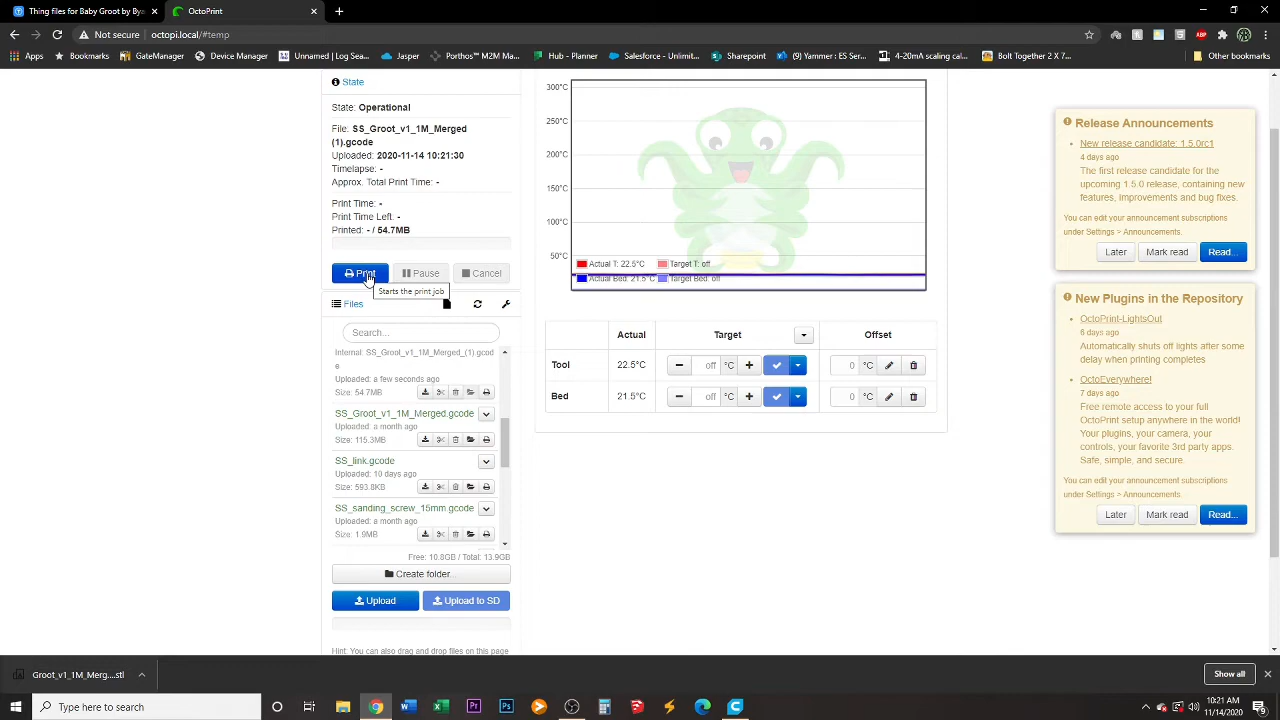 Thing files for Baby Groot by Bya
OctoPrint
Not secure
octopi.local/#temp
Apps
Bookmarks
GateManager
Device Manager
Unnamed | Log Sea...
Jasper
Porthos™ M2M Ma...
Hub - Planner
Salesforce - Unlimit...
Sharepoint
(9) Yammer : ES Ser...
4-20mA scaling cal...
Bolt Together 2 X 7...
Other bookmarks
State
State: Operational
File: SS_Groot_v1_1M_Merged
(1).gcode
Uploaded: 2020-11-14 10:21:30
Timelapse: -
Approx. Total Print Time: -
Print Time: -
Print Time Left: -
Printed: - / 54.7MB
Print
Pause
Cancel
Starts the print job
Files
Search...
Internal: SS_Groot_v1_1M_Merged_(1).gcod
e
Uploaded: a few seconds ago
Size: 54.7MB
SS_Groot_v1_1M_Merged.gcode
Uploaded: a month ago
Size: 115.3MB
SS_link.gcode
Uploaded: 10 days ago
Size: 593.8KB
SS_sanding_screw_15mm.gcode
Uploaded: a month ago
Size: 1.9MB
Free: 10.8GB / Total: 13.9GB
Create folder...
Upload
Upload to SD
Hint: You can also drag and drop files on this page
300°C
250°C
200°C
150°C
100°C
50°C
Actual T: 22.5°C
Target T: off
Actual Bed: 21.5°C
Target Bed: off
Actual
Target
Offset
Tool
22.5°C
off °C
0 °C
Bed
21.5°C
off °C
0 °C
Release Announcements
New release candidate: 1.5.0rc1
4 days ago
The first release candidate for the
upcoming 1.5.0 release, containing new
features, improvements and bug fixes.
You can edit your announcement subscriptions
under Settings > Announcements.
Later
Mark read
Read...
New Plugins in the Repository
OctoPrint-LightsOut
6 days ago
Automatically shuts off lights after some
delay when printing completes
OctoEverywhere!
7 days ago
Free remote access to your full
OctoPrint setup anywhere in the world!
Your plugins, your camera, your
controls, your favorite 3rd party apps.
Safe, simple, and secure.
You can edit your announcement subscriptions
under Settings > Announcements.
Later
Mark read
Read...
Groot_v1_1M_Merg....stl
Show all
Type here to search
10:21 AM
11/14/2020